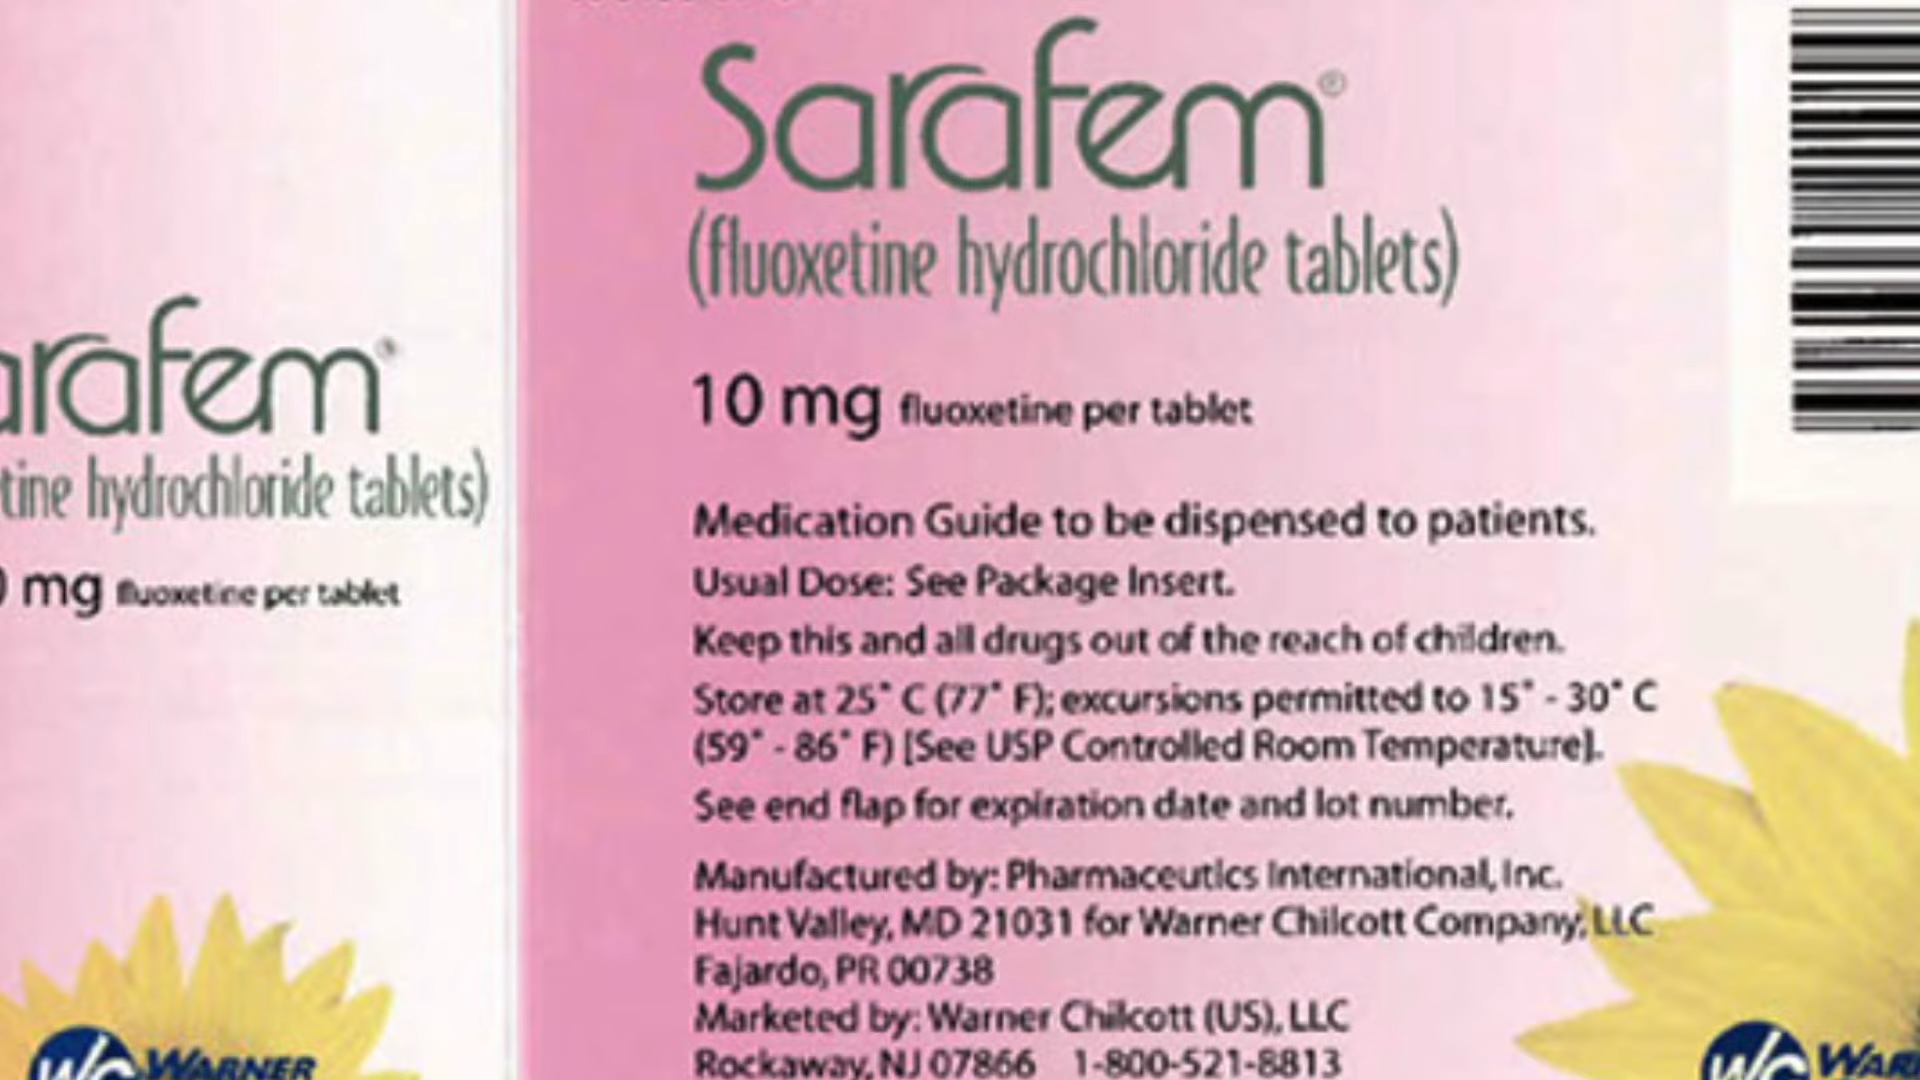 arafem®
tine hydrochloride tablets)
mg fluoxetine per tablet
WARNER
Sarafem®
(fluoxetine hydrochloride tablets)
10 mg fluoxetine per tablet
Medication Guide to be dispensed to patients.
Usual Dose: See Package Insert.
Keep this and all drugs out of the reach of children.
Store at 25° C (77° F); excursions permitted to 15° - 30° C
(59° - 86° F) [See USP Controlled Room Temperature].
See end flap for expiration date and lot number.
Manufactured by: Pharmaceutics International, Inc.
Hunt Valley, MD 21031 for Warner Chilcott Company, LLC
Fajardo, PR 00738
Marketed by: Warner Chilcott (US), LLC
Rockaway, NJ 07866 1-800-521-8813
WC WAR